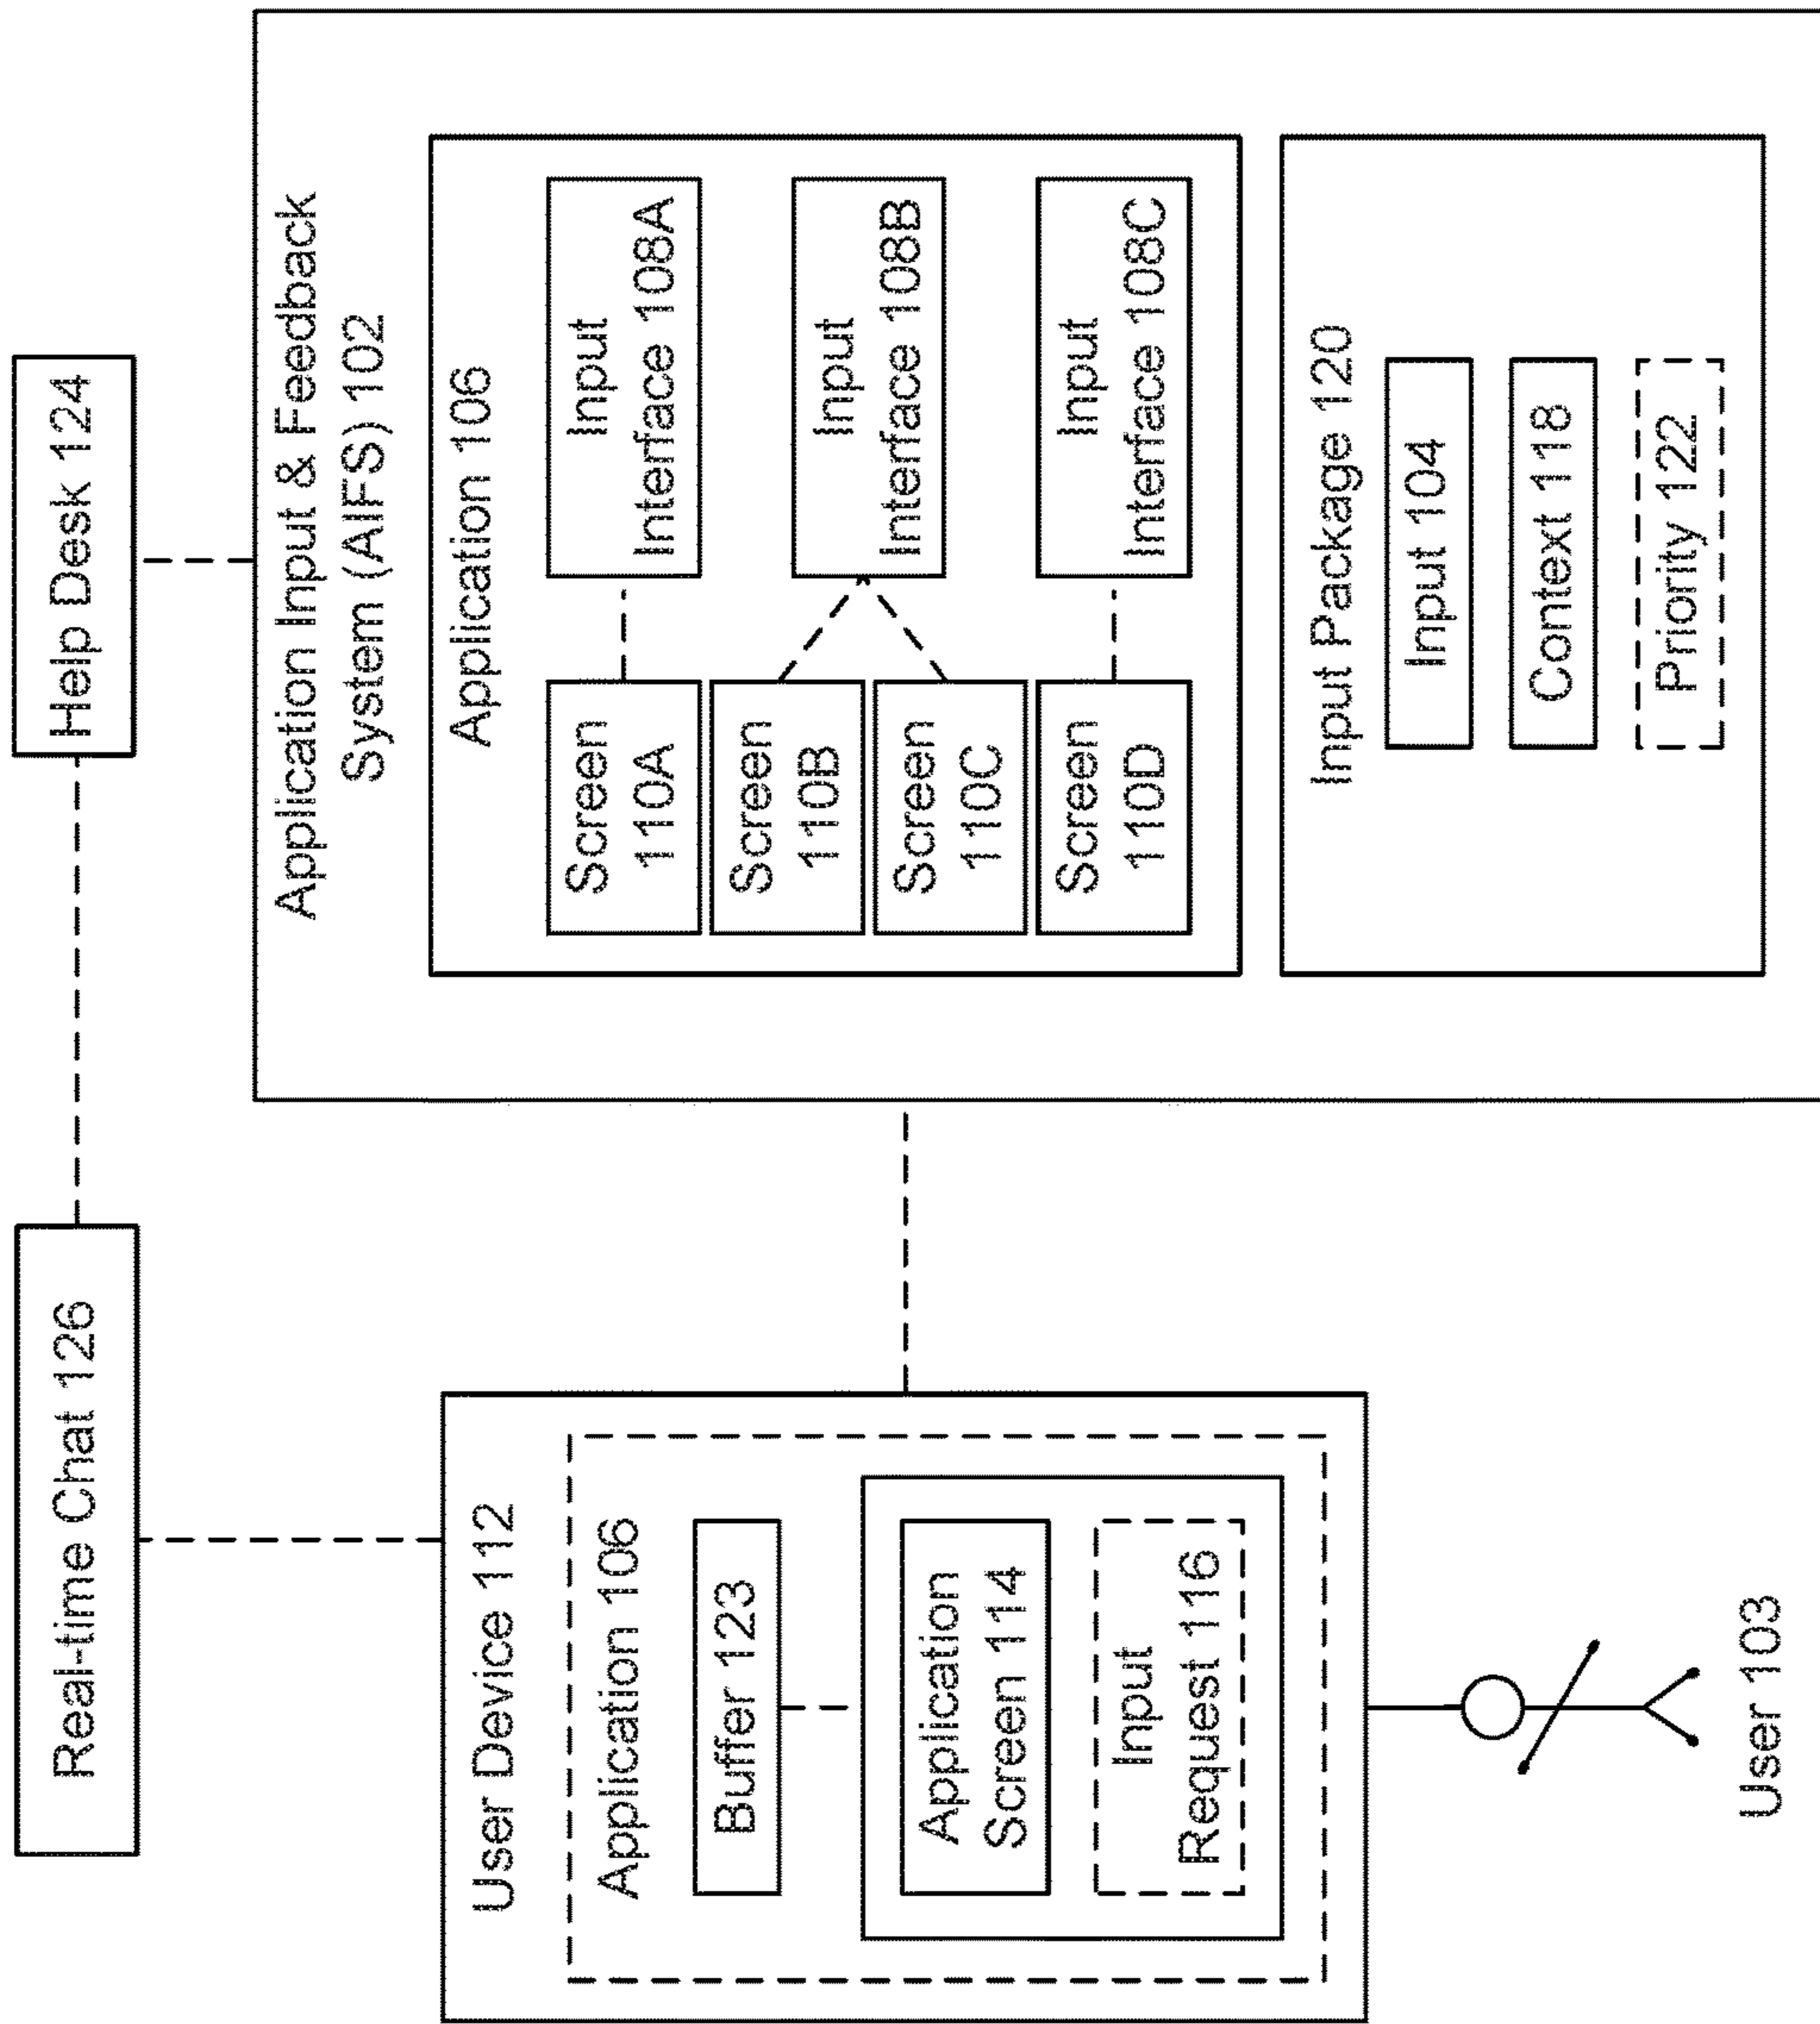 Real-time Chat 126
Help Desk 124
User Device 112
Application 106
Buffer 123
Application
Screen 114
Input
Request 116
User 103
Application Input & Feedback
System (AIFS) 102
Application 106
Screen
110A
Input
Interface 108A
Screen
110B
Input
Interface 108B
Screen
110C
Screen
110D
Input
Interface 108C
Input Package 120
Input 104
Context 118
Priority 122